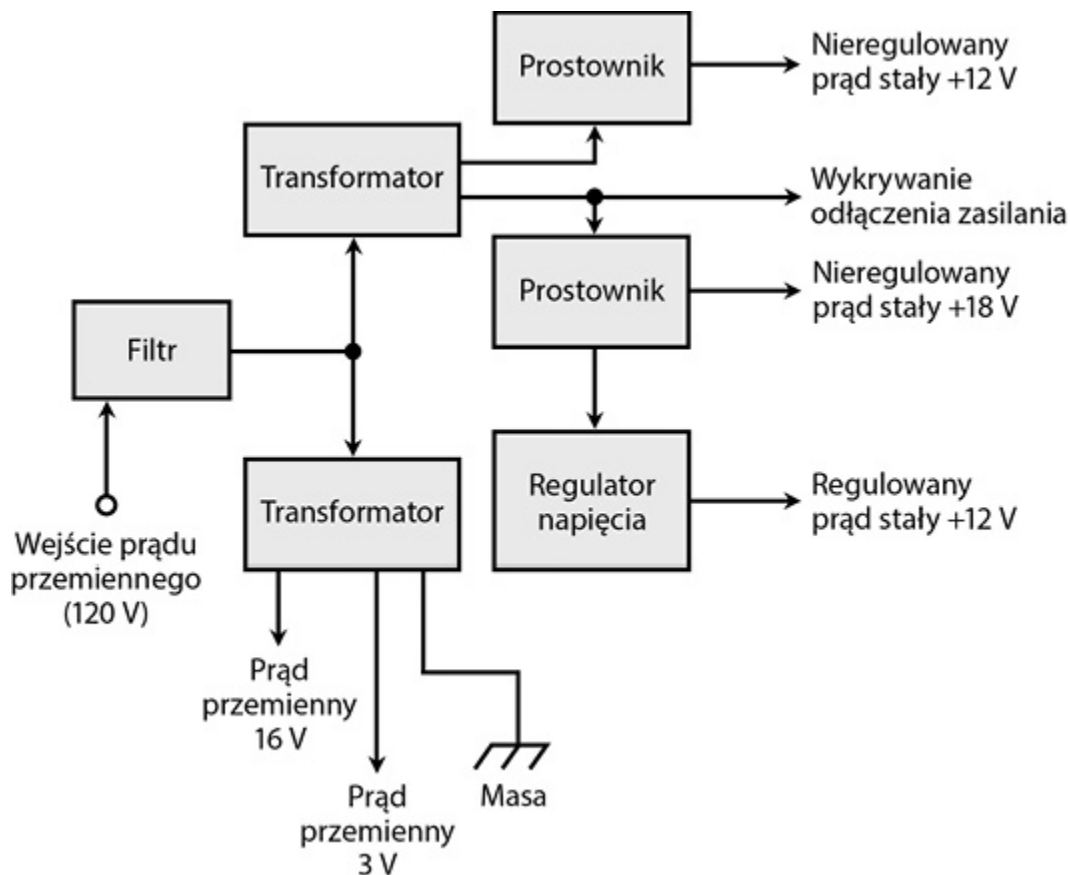 Prostownik
Nieregulowany
prąd stały +12 V
Transformator
Wykrywanie
odłączenia zasilania
Prostownik
Nieregulowany
prąd stały +18 V
Filtr
Transformator
Regulator
napięcia
Regulowany
prąd stały +12 V
Wejście prądu
przemiennego
(120 V)
Prąd
przemienny
16 V
Prąd
przemienny
3 V
Masa